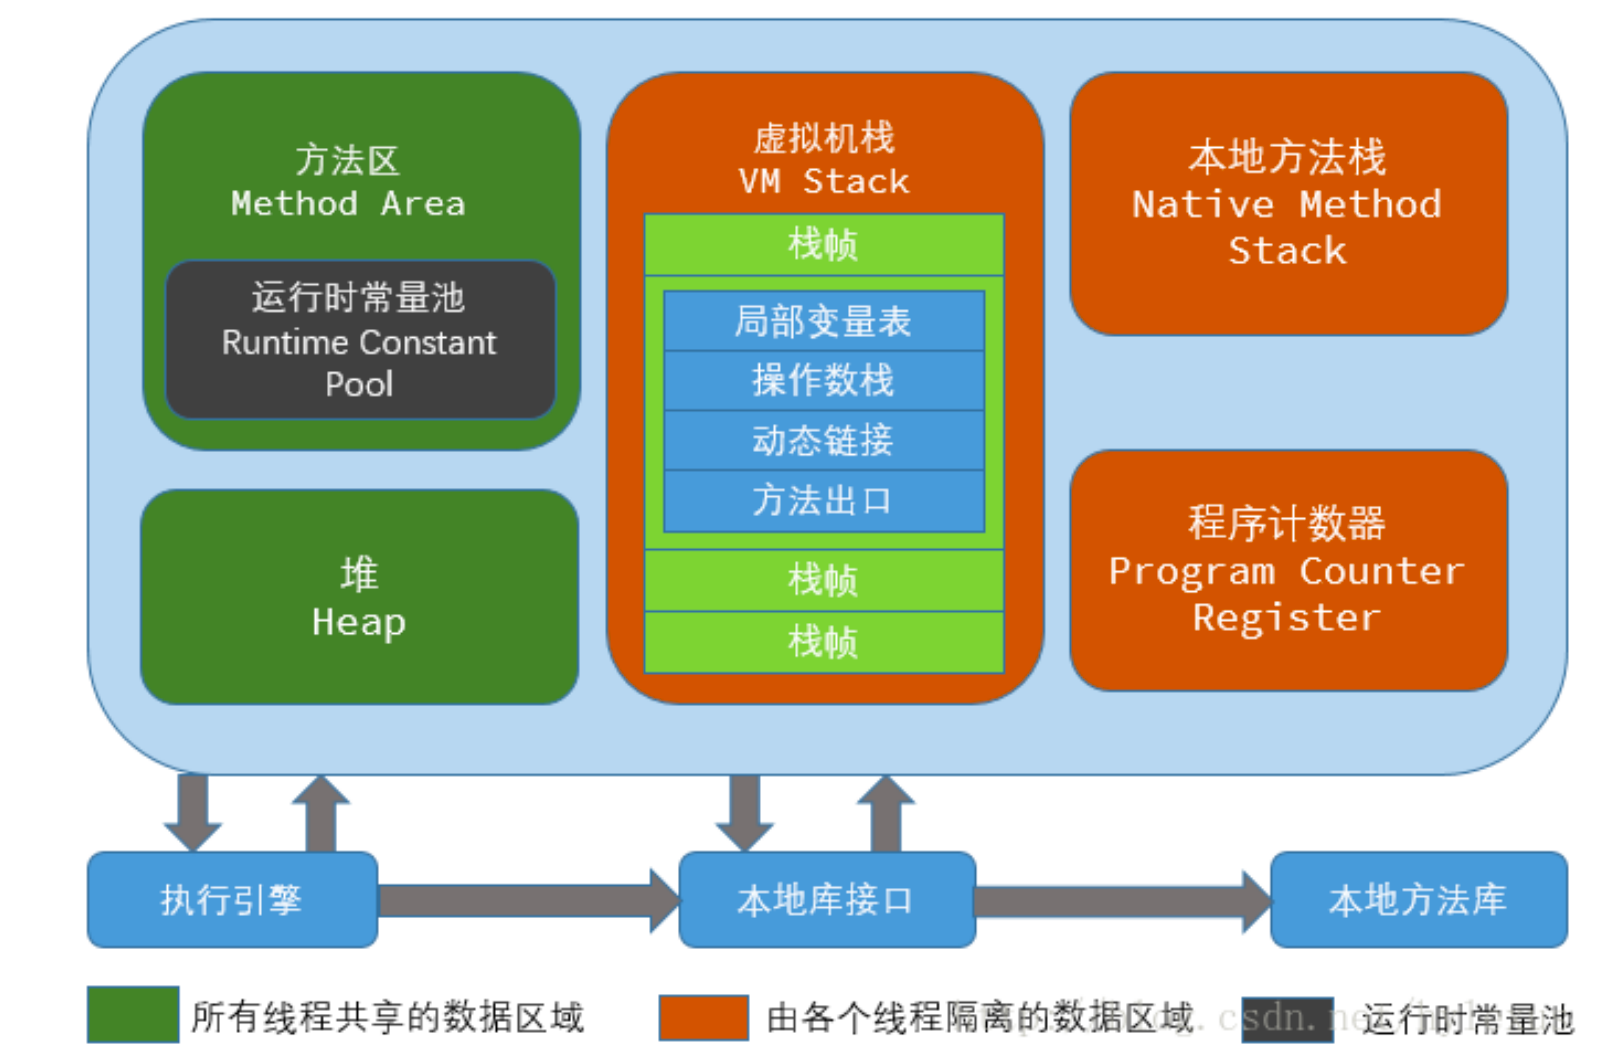 方法区
Method Area
运行时常量池
Runtime Constant
Pool
堆
Heap
虚拟机栈
VM Stack
栈帧
局部变量表
操作数栈
动态链接
方法出口
栈帧
栈帧
本地方法栈
Native Method
Stack
程序计数器
Program Counter
Register
执行引擎
本地库接口
本地方法库
所有线程共享的数据区域
由各个线程隔离的数据区域
运行时常量池